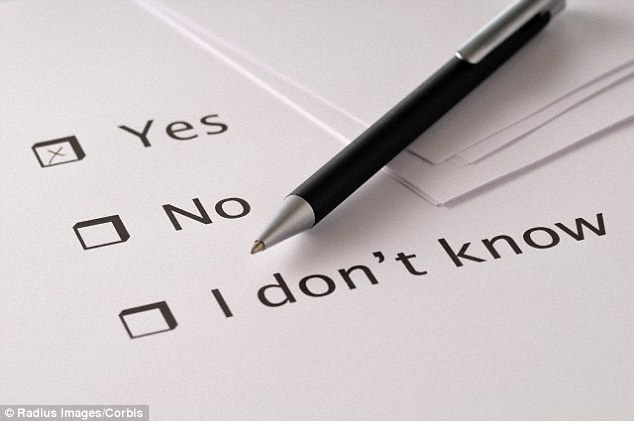 Yes
No
I don't know
© Radius Images/Corbis